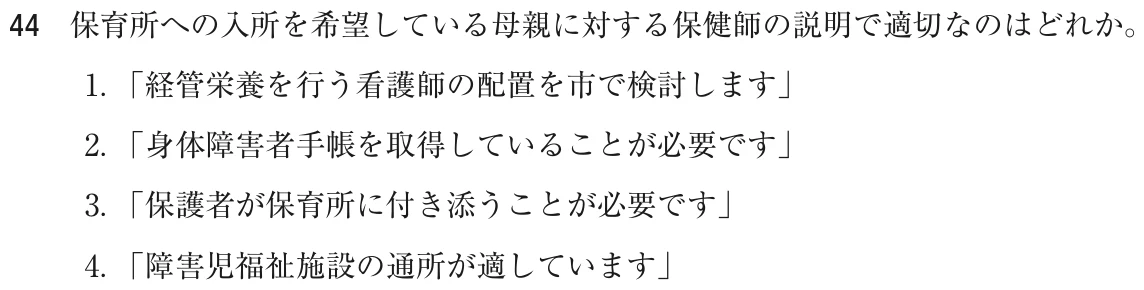 44 保育所への入所を希望している母親に対する保健師の説明で適切なのはどれか。
1. 「経管栄養を行う看護師の配置を市で検討します」
2. 「身体障害者手帳を取得していることが必要です」
3. 「保護者が保育所に付き添うことが必要です」
4. 「障害児福祉施設の通所が適しています」